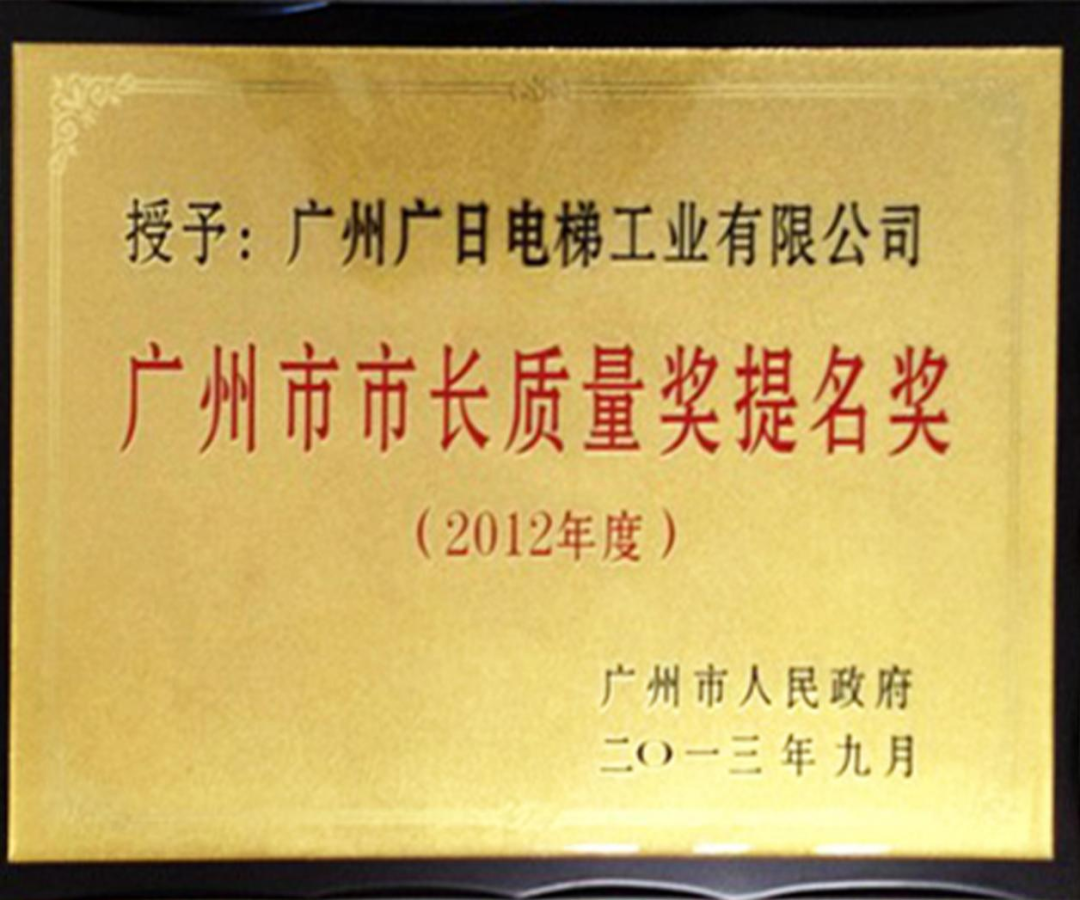 授予：广州广日电梯工业有限公司
广州市市长质量奖提名奖
（2012年度）
广州市人民政府
二〇一三年九月